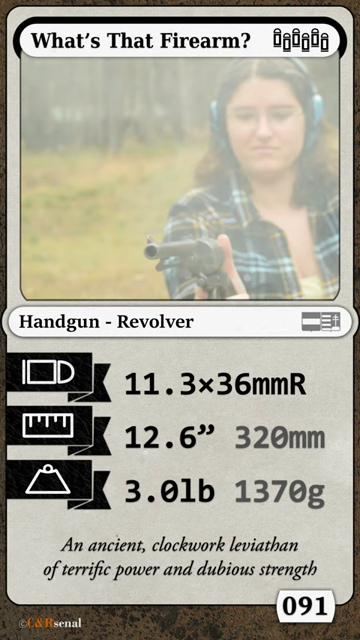 What's That Firearm?
Handgun - Revolver
11.3×36mmR
12.6” 320mm
3.0lb 1370g
An ancient, clockwork leviathan
of terrific power and dubious strength
091
©C&Rsenal